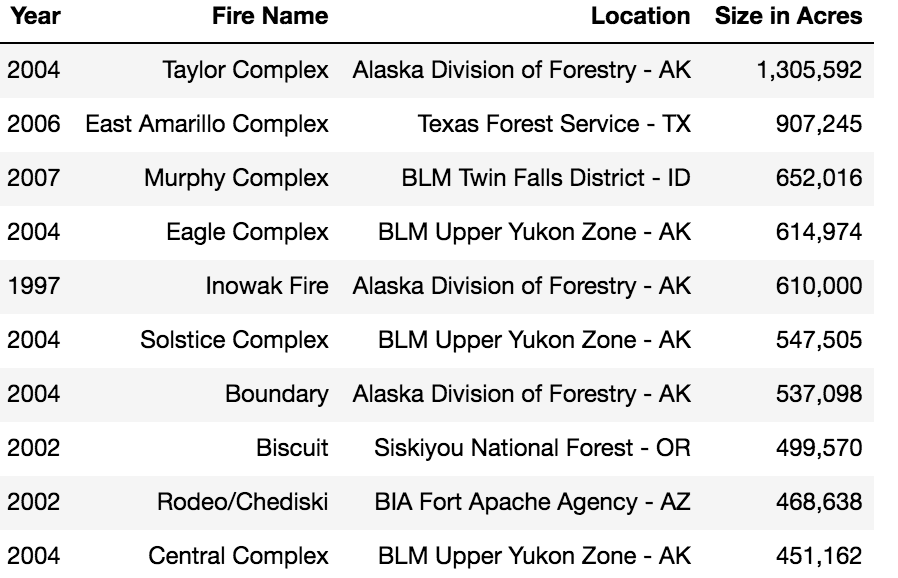 Year Fire Name Location Size in Acres
2004 Taylor Complex Alaska Division of Forestry - AK 1,305,592
2006 East Amarillo Complex Texas Forest Service - TX 907,245
2007 Murphy Complex BLM Twin Falls District - ID 652,016
2004 Eagle Complex BLM Upper Yukon Zone - AK 614,974
1997 Inowak Fire Alaska Division of Forestry - AK 610,000
2004 Solstice Complex BLM Upper Yukon Zone - AK 547,505
2004 Boundary Alaska Division of Forestry - AK 537,098
2002 Biscuit Siskiyou National Forest - OR 499,570
2002 Rodeo/Chediski BIA Fort Apache Agency - AZ 468,638
2004 Central Complex BLM Upper Yukon Zone - AK 451,162